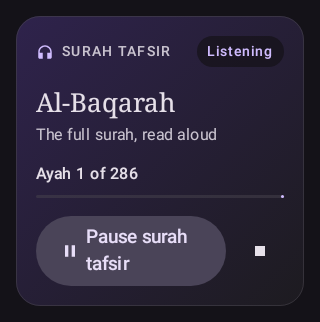 SURAH TAFSIR
Listening
Al-Baqarah
The full surah, read aloud
Ayah 1 of 286
Pause surah
tafsir